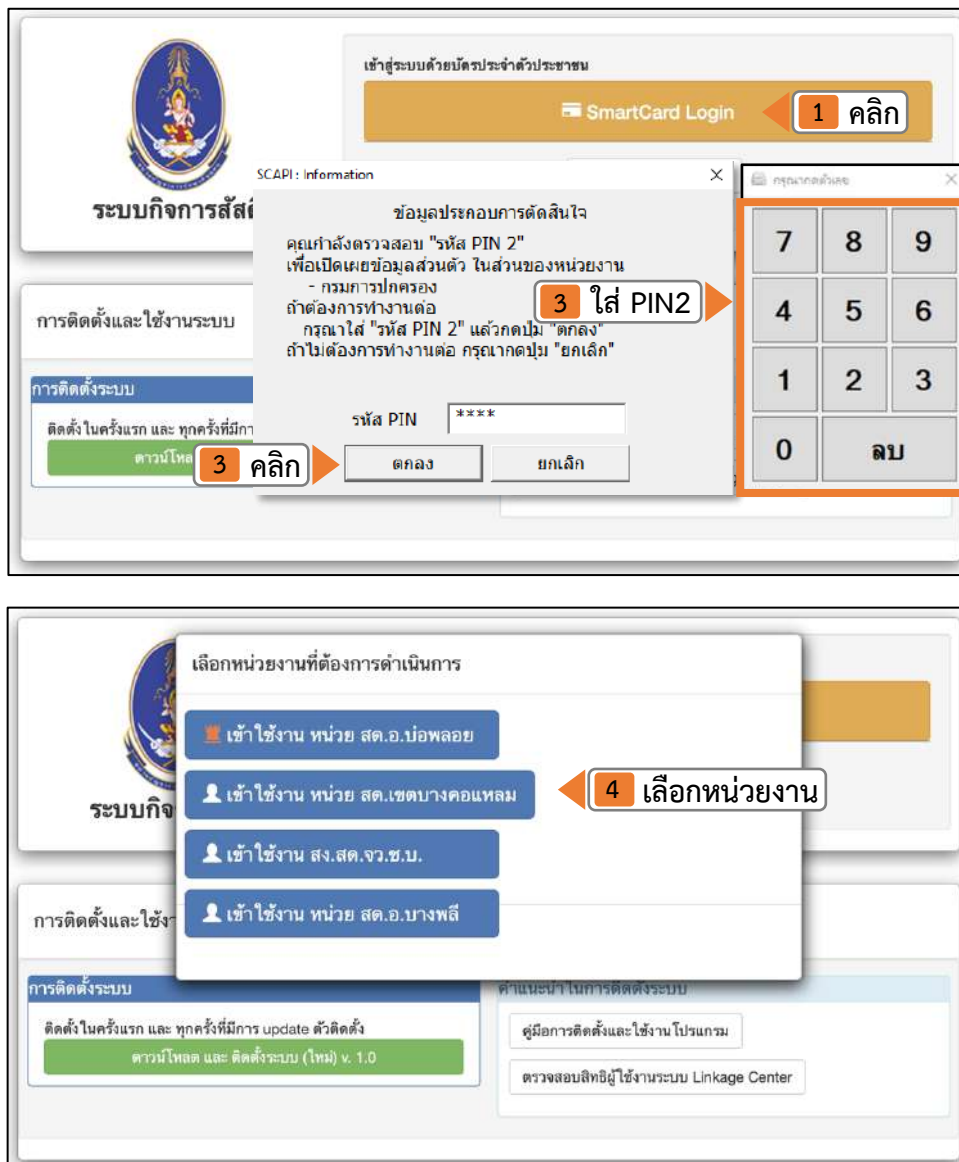 เข้าสู่ระบบด้วยบัตรประจำตัวประชาชน
SmartCard Login
1 คลิก
SCAPI : Information
กรุณากดตัวเลข
ระบบกิจการสัสดี
ข้อมูลประกอบการตัดสินใจ
คุณกำลังตรวจสอบ "รหัส PIN 2"
เพื่อเปิดเผยข้อมูลส่วนตัว ในส่วนของหน่วยงาน
- กรมการปกครอง
ถ้าต้องการทำงานต่อ
กรุณาใส่ "รหัส PIN 2" แล้วกดปุ่ม "ตกลง"
ถ้าไม่ต้องการทำงานต่อ กรุณากดปุ่ม "ยกเลิก"
3 ใส่ PIN2
7 8 9
4 5 6
1 2 3
0 ลบ
การติดตั้งและใช้งานระบบ
การติดตั้งระบบ
ติดตั้งในครั้งแรก และ ทุกครั้งที่มีกา
ดาวน์โหล
รหัส PIN ****
3 คลิก
ตกลง ยกเลิก
เลือกหน่วยงานที่ต้องการดำเนินการ
เข้าใช้งาน หน่วย สด.อ.บ่อพลอย
เข้าใช้งาน หน่วย สด.เขตบางคอแหลม
4 เลือกหน่วยงาน
เข้าใช้งาน สง.สด.จว.ช.บ.
เข้าใช้งาน หน่วย สด.อ.บางพลี
ระบบกิจ
การติดตั้งและใช้ง
การติดตั้งระบบ
ติดตั้งในครั้งแรก และ ทุกครั้งที่มีการ update ตัวติดตั้ง
ดาวน์โหลด และ ติดตั้งระบบ (ใหม่) v. 1.0
คำแนะนำในการติดตั้งระบบ
คู่มือการติดตั้งและใช้งานโปรแกรม
ตรวจสอบสิทธิผู้ใช้งานระบบ Linkage Center